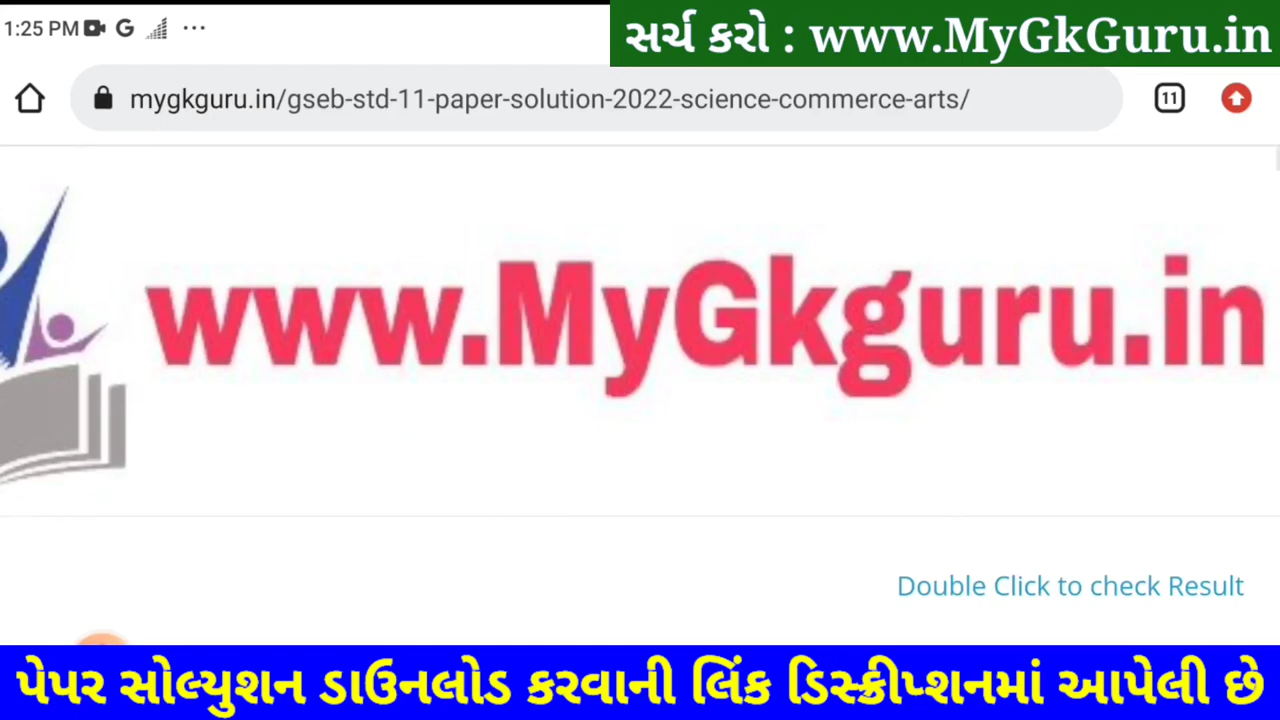 1:25 PM
સર્ચ કરો : www.MyGkGuru.in
mygkguru.in/gseb-std-11-paper-solution-2022-science-commerce-arts/
11
www.MyGkguru.in
Double Click to check Result
પેપર સોલ્યુશન ડાઉનલોડ કરવાની લિંક ડિસ્ક્રીપ્શનમાં આપેલી છે